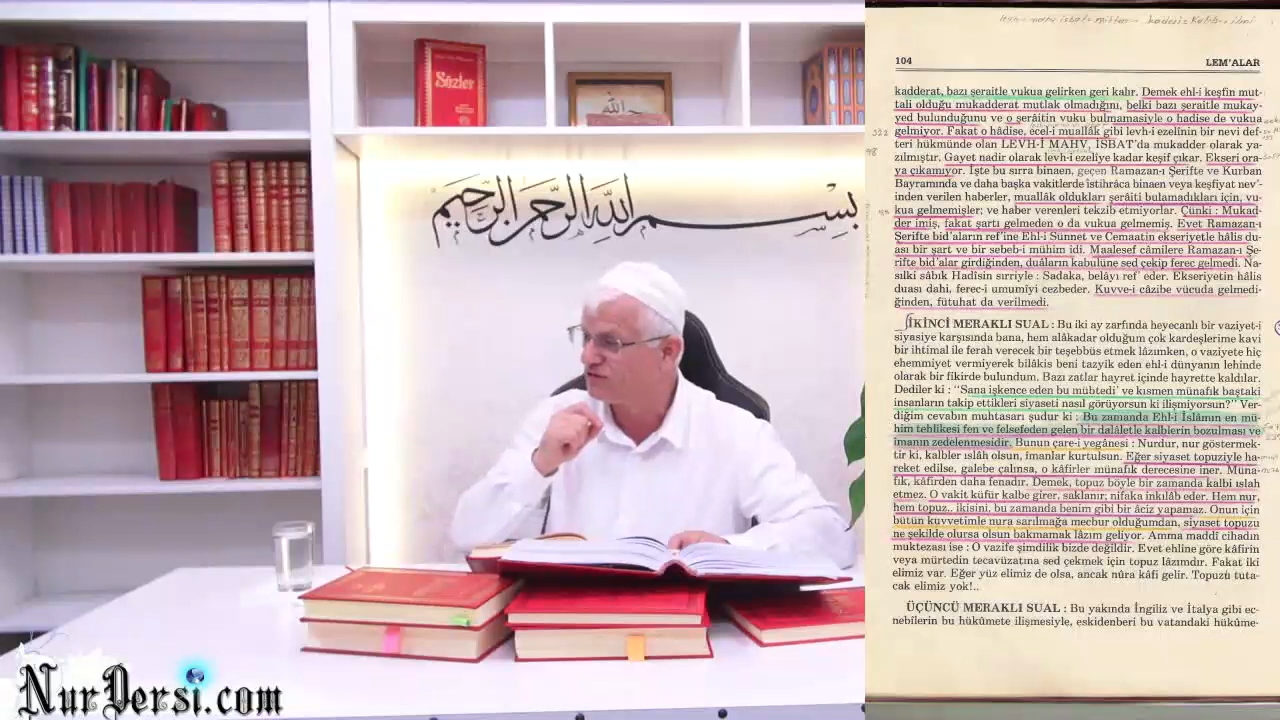 Sözler
الله
بسم الله الرحمن الرحيم
NurDersi.com
104 LEM'ALAR
kadderat, bazı şeraitle vukua gelirken geri kalır. Demek ehl-i keşfin mut-
tali olduğu mukadderat mutlak olmadığını, belki bazı şeraitle mukay-
yed bulunduğunu ve o şerâitin vuku bulmamasiyle o hadise de vukua
gelmiyor. Fakat o hâdise, ecel-i muallâk gibi levh-i ezelînin bir nevi def-
teri hükmünde olan LEVH-İ MAHV, İSBAT'da mukadder olarak ya-
zılmıştır. Gayet nadir olarak levh-i ezeliye kadar keşif çıkar. Ekseri ora-
ya çıkamıyor. İşte bu sırra binaen, geçen Ramazan-ı Şerifte ve Kurban
Bayramında ve daha başka vakitlerde istihrâca binaen veya keşfiyat nev'-
inden verilen haberler, muallâk oldukları şerâiti bulamadıkları için, vu-
kua gelmemişler; ve haber verenleri tekzib etmiyorlar. Çünki : Mukad-
der imiş, fakat şartı gelmeden o da vukua gelmemiş. Evet Ramazan-ı
Şerifte bid'aların ref'ine Ehl-i Sünnet ve Cemaatin ekseriyetle hâlis du-
ası bir şart ve bir sebeb-i mühim idi. Maalesef câmilere Ramazan-ı Şe-
rifte bid'alar girdiğinden, duâların kabulüne sed çekip ferec gelmedi. Na-
sılki sâbık Hadîsin sırriyle : Sadaka, belâyı ref' eder. Ekseriyetin hâlis
duası dahi, ferec-i umumîyi cezbeder. Kuvve-i câzibe vücuda gelmedi-
ğinden, fütuhat da verilmedi.
İKİNCİ MERAKLI SUAL : Bu iki ay zarfında heyecanlı bir vaziyet-i
siyasiye karşısında bana, hem alâkadar olduğum çok kardeşlerime kavi
bir ihtimal ile ferah verecek bir teşebbüs etmek lâzımken, o vaziyete hiç
ehemmiyet vermiyerek bilâkis beni tazyik eden ehl-i dünyanın lehinde
olarak bir fikirde bulundum. Bazı zatlar hayret içinde hayrette kaldılar.
Dediler ki : "Sana işkence eden bu mübtedi' ve kısmen münafık baştaki
insanların takip ettikleri siyaseti nasıl görüyorsun ki ilişmiyorsun?" Ver-
diğim cevabın muhtasarı şudur ki : Bu zamanda Ehl-i İslâmın en mü-
him tehlikesi fen ve felsefeden gelen bir dalâletle kalblerin bozulması ve
imanın zedelenmesidir. Bunun çare-i yegânesi : Nurdur, nur göstermek-
tir ki, kalbler ıslâh olsun, imanlar kurtulsun. Eğer siyaset topuziyle ha-
reket edilse, galebe çalınsa, o kâfirler münafık derecesine iner. Müna-
fık, kâfirden daha fenadır. Demek, topuz böyle bir zamanda kalbi ıslah
etmez. O vakit küfür kalbe girer, saklanır; nifaka inkılâb eder. Hem nur,
hem topuz.. ikisini, bu zamanda benim gibi bir âciz yapamaz. Onun için
bütün kuvvetimle nura sarılmağa mecbur olduğumdan, siyaset topuzu
ne şekilde olursa olsun bakmamak lâzım geliyor. Amma maddî cihadın
muktezası ise : O vazife şimdilik bizde değildir. Evet ehline göre kâfirin
veya mürtedin tecavüzatına sed çekmek için topuz lâzımdır. Fakat iki
elimiz var. Eğer yüz elimiz de olsa, ancak nûra kâfi gelir. Topuzu tuta-
cak elimiz yok!..
ÜÇÜNCÜ MERAKLI SUAL : Bu yakında İngiliz ve İtalya gibi ec-
nebîlerin bu hükûmete ilişmesiyle, eskidenberi bu vatandaki hükûme-